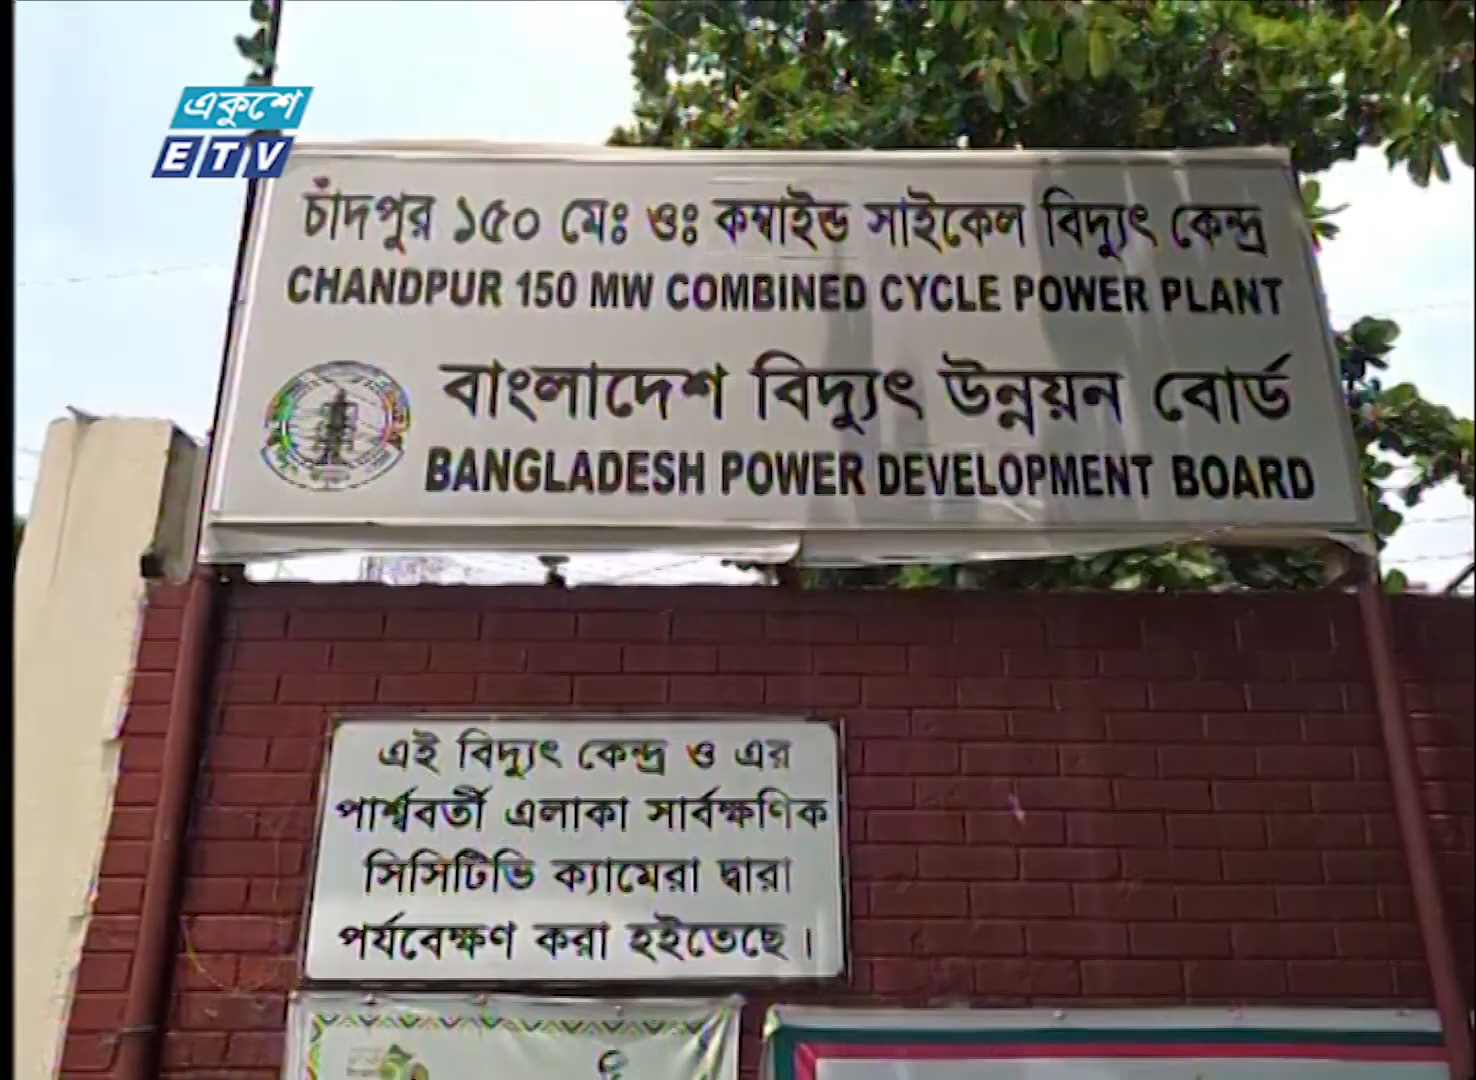 একুশে
ETV
চাঁদপুর ১৫০ মেঃ ওঃ কম্বাইন্ড সাইকেল বিদ্যুৎ কেন্দ্র
CHANDPUR 150 MW COMBINED CYCLE POWER PLANT
বাংলাদেশ বিদ্যুৎ উন্নয়ন বোর্ড
BANGLADESH POWER DEVELOPMENT BOARD
এই বিদ্যুৎ কেন্দ্র ও এর
পার্শ্ববর্তী এলাকা সার্বক্ষণিক
সিসিটিভি ক্যামেরা দ্বারা
পর্যবেক্ষণ করা হইতেছে।